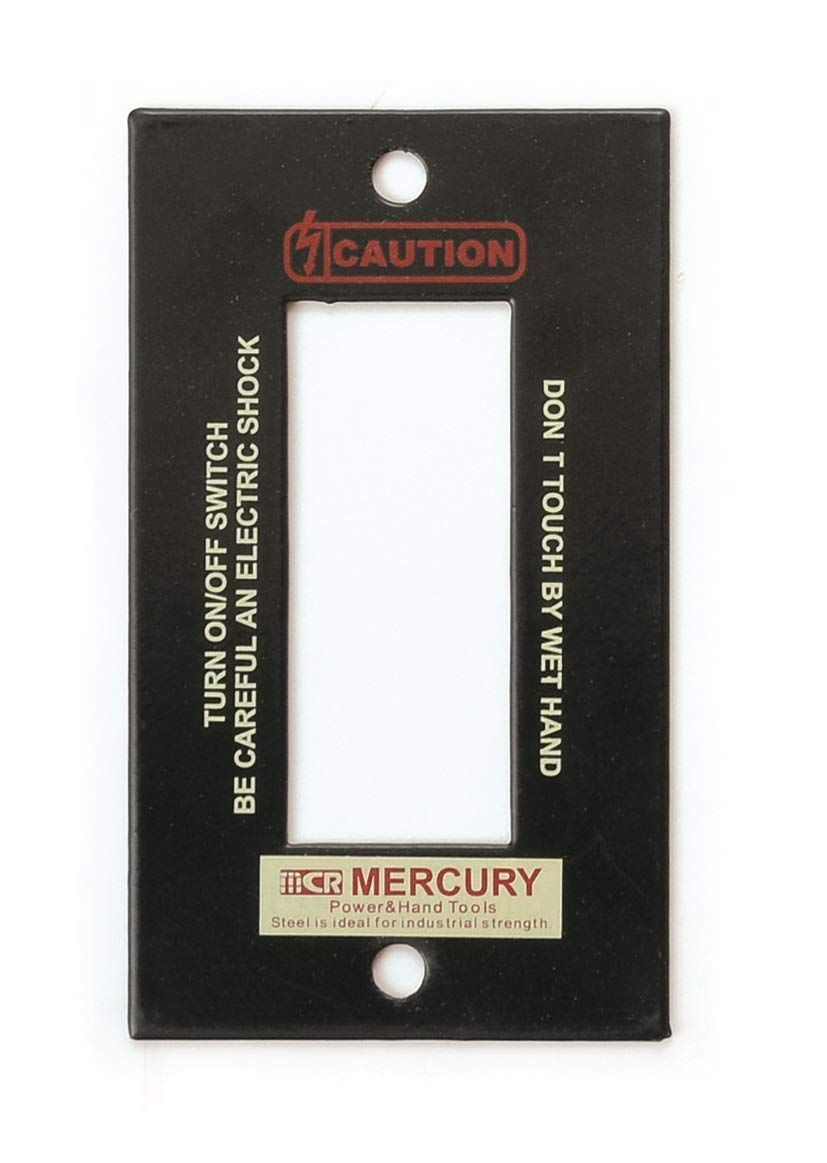 CAUTION
TURN ON/OFF SWITCH
BE CAREFUL AN ELECTRIC SHOCK
DON'T TOUCH BY WET HAND
MCR MERCURY
Power&Hand Tools
Steel is ideal for industrial strength.